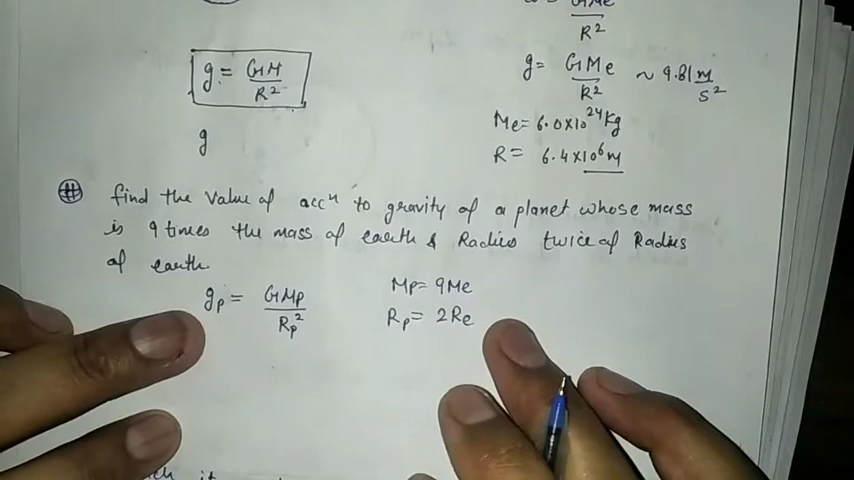 GMe
R²
g = GM
R²
g = GMe ~ 9.81 m
R² s²
g
Me = 6.0×10²⁴ Kg
R = 6.4×10⁶ m
find the value of accⁿ to gravity of a planet whose mass
is 9 times the mass of earth & Radius twice of Radius
of earth
gp = GMp
Rp²
Mp = 9Me
Rp = 2Re